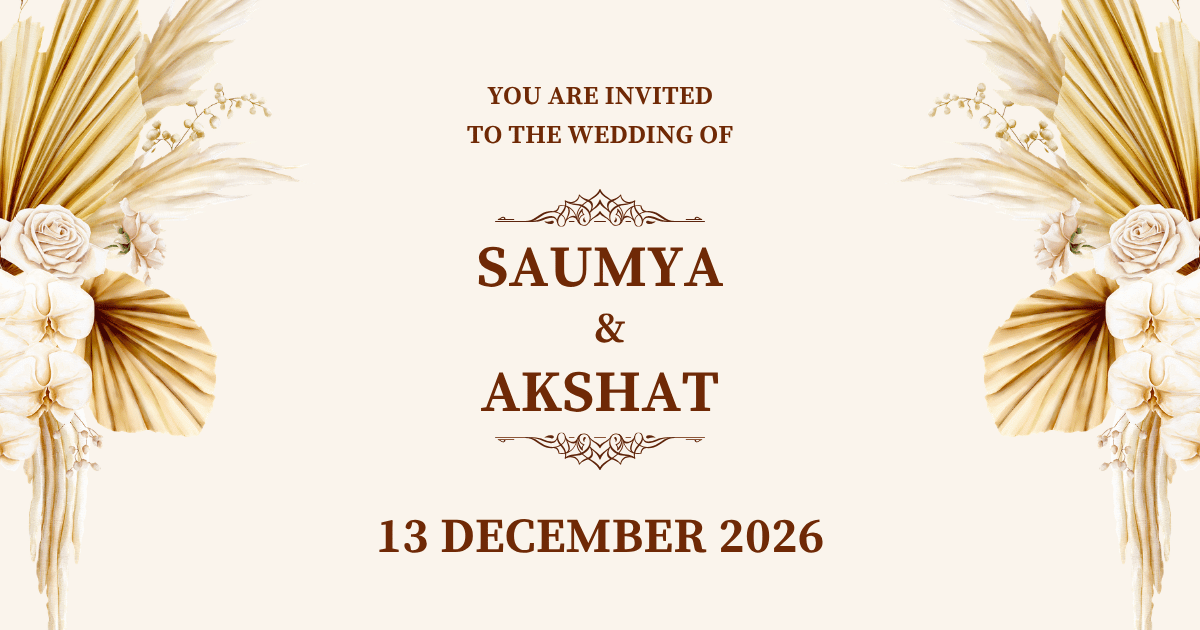 YOU ARE INVITED
TO THE WEDDING OF
SAUMYA
&
AKSHAT
13 DECEMBER 2026